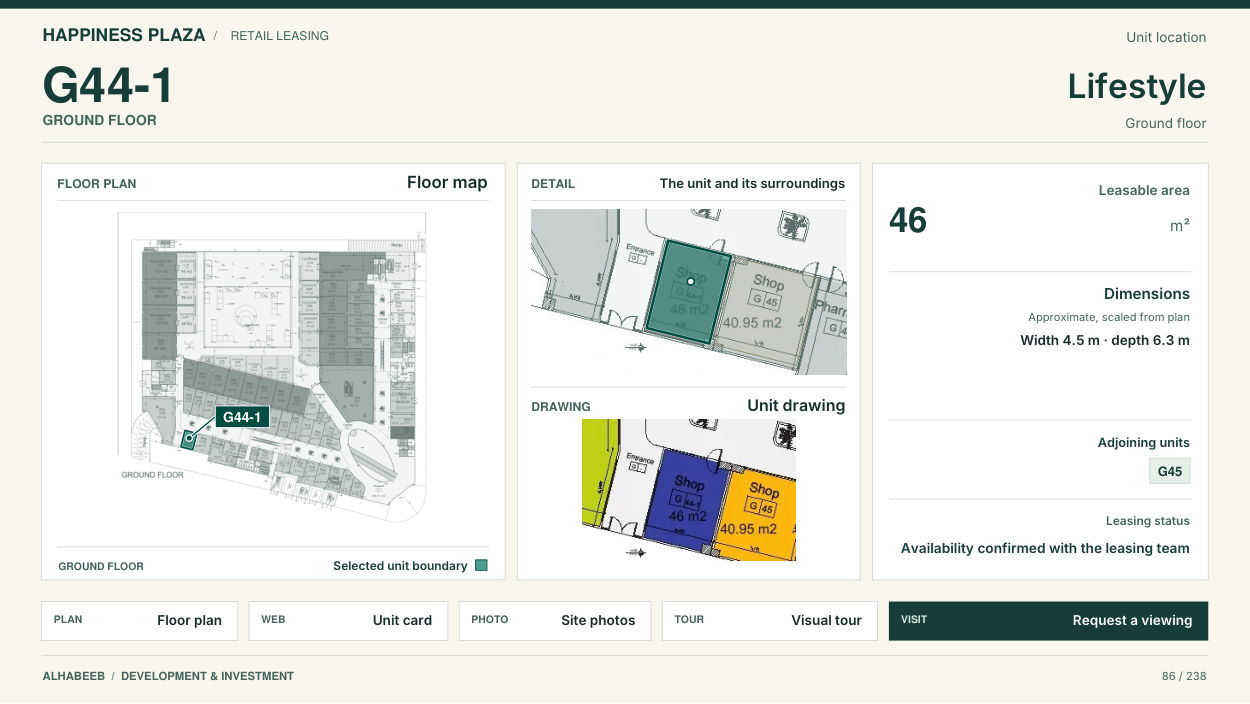 HAPPINESS PLAZA / RETAIL LEASING
Unit location
G44-1
Lifestyle
GROUND FLOOR
Ground floor
FLOOR PLAN
Floor map
G44-1
GROUND FLOOR
GROUND FLOOR
Selected unit boundary
DETAIL
The unit and its surroundings
Entrance
G
Shop
G 44-1
46 m2
Shop
G 45
40.95 m2
DRAWING
Unit drawing
Entrance
G
Shop
G 44-1
46 m2
Shop
G 45
40.95 m2
Leasable area
46
m²
Dimensions
Approximate, scaled from plan
Width 4.5 m · depth 6.3 m
Adjoining units
G45
Leasing status
Availability confirmed with the leasing team
PLAN
Floor plan
WEB
Unit card
PHOTO
Site photos
TOUR
Visual tour
VISIT
Request a viewing
ALHABEEB / DEVELOPMENT & INVESTMENT
86 / 238